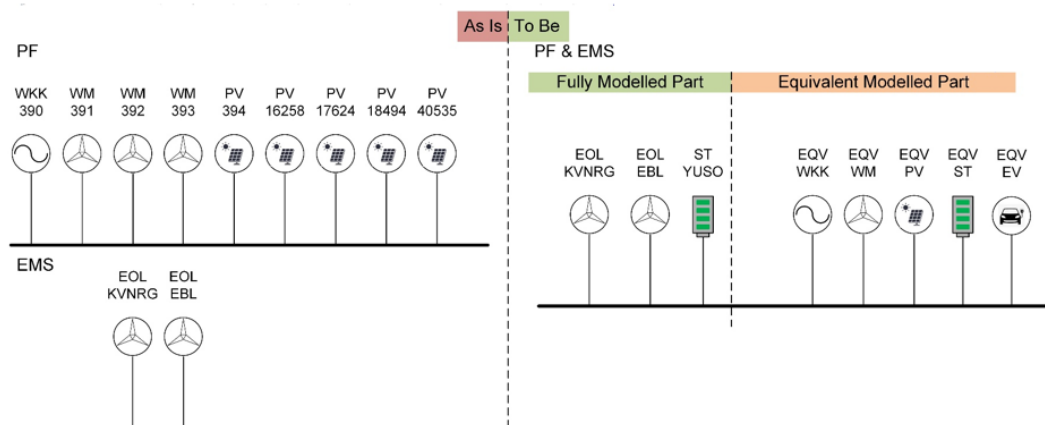 As Is To Be
PF
WKK WM WM WM PV PV PV PV PV
390 391 392 393 394 16258 17624 18494 40535
EMS
EOL EOL
KVNRG EBL
PF & EMS
Fully Modelled Part Equivalent Modelled Part
EOL EOL ST EQV EQV EQV EQV EQV
KVNRG EBL YUSO WKK WM PV ST EV